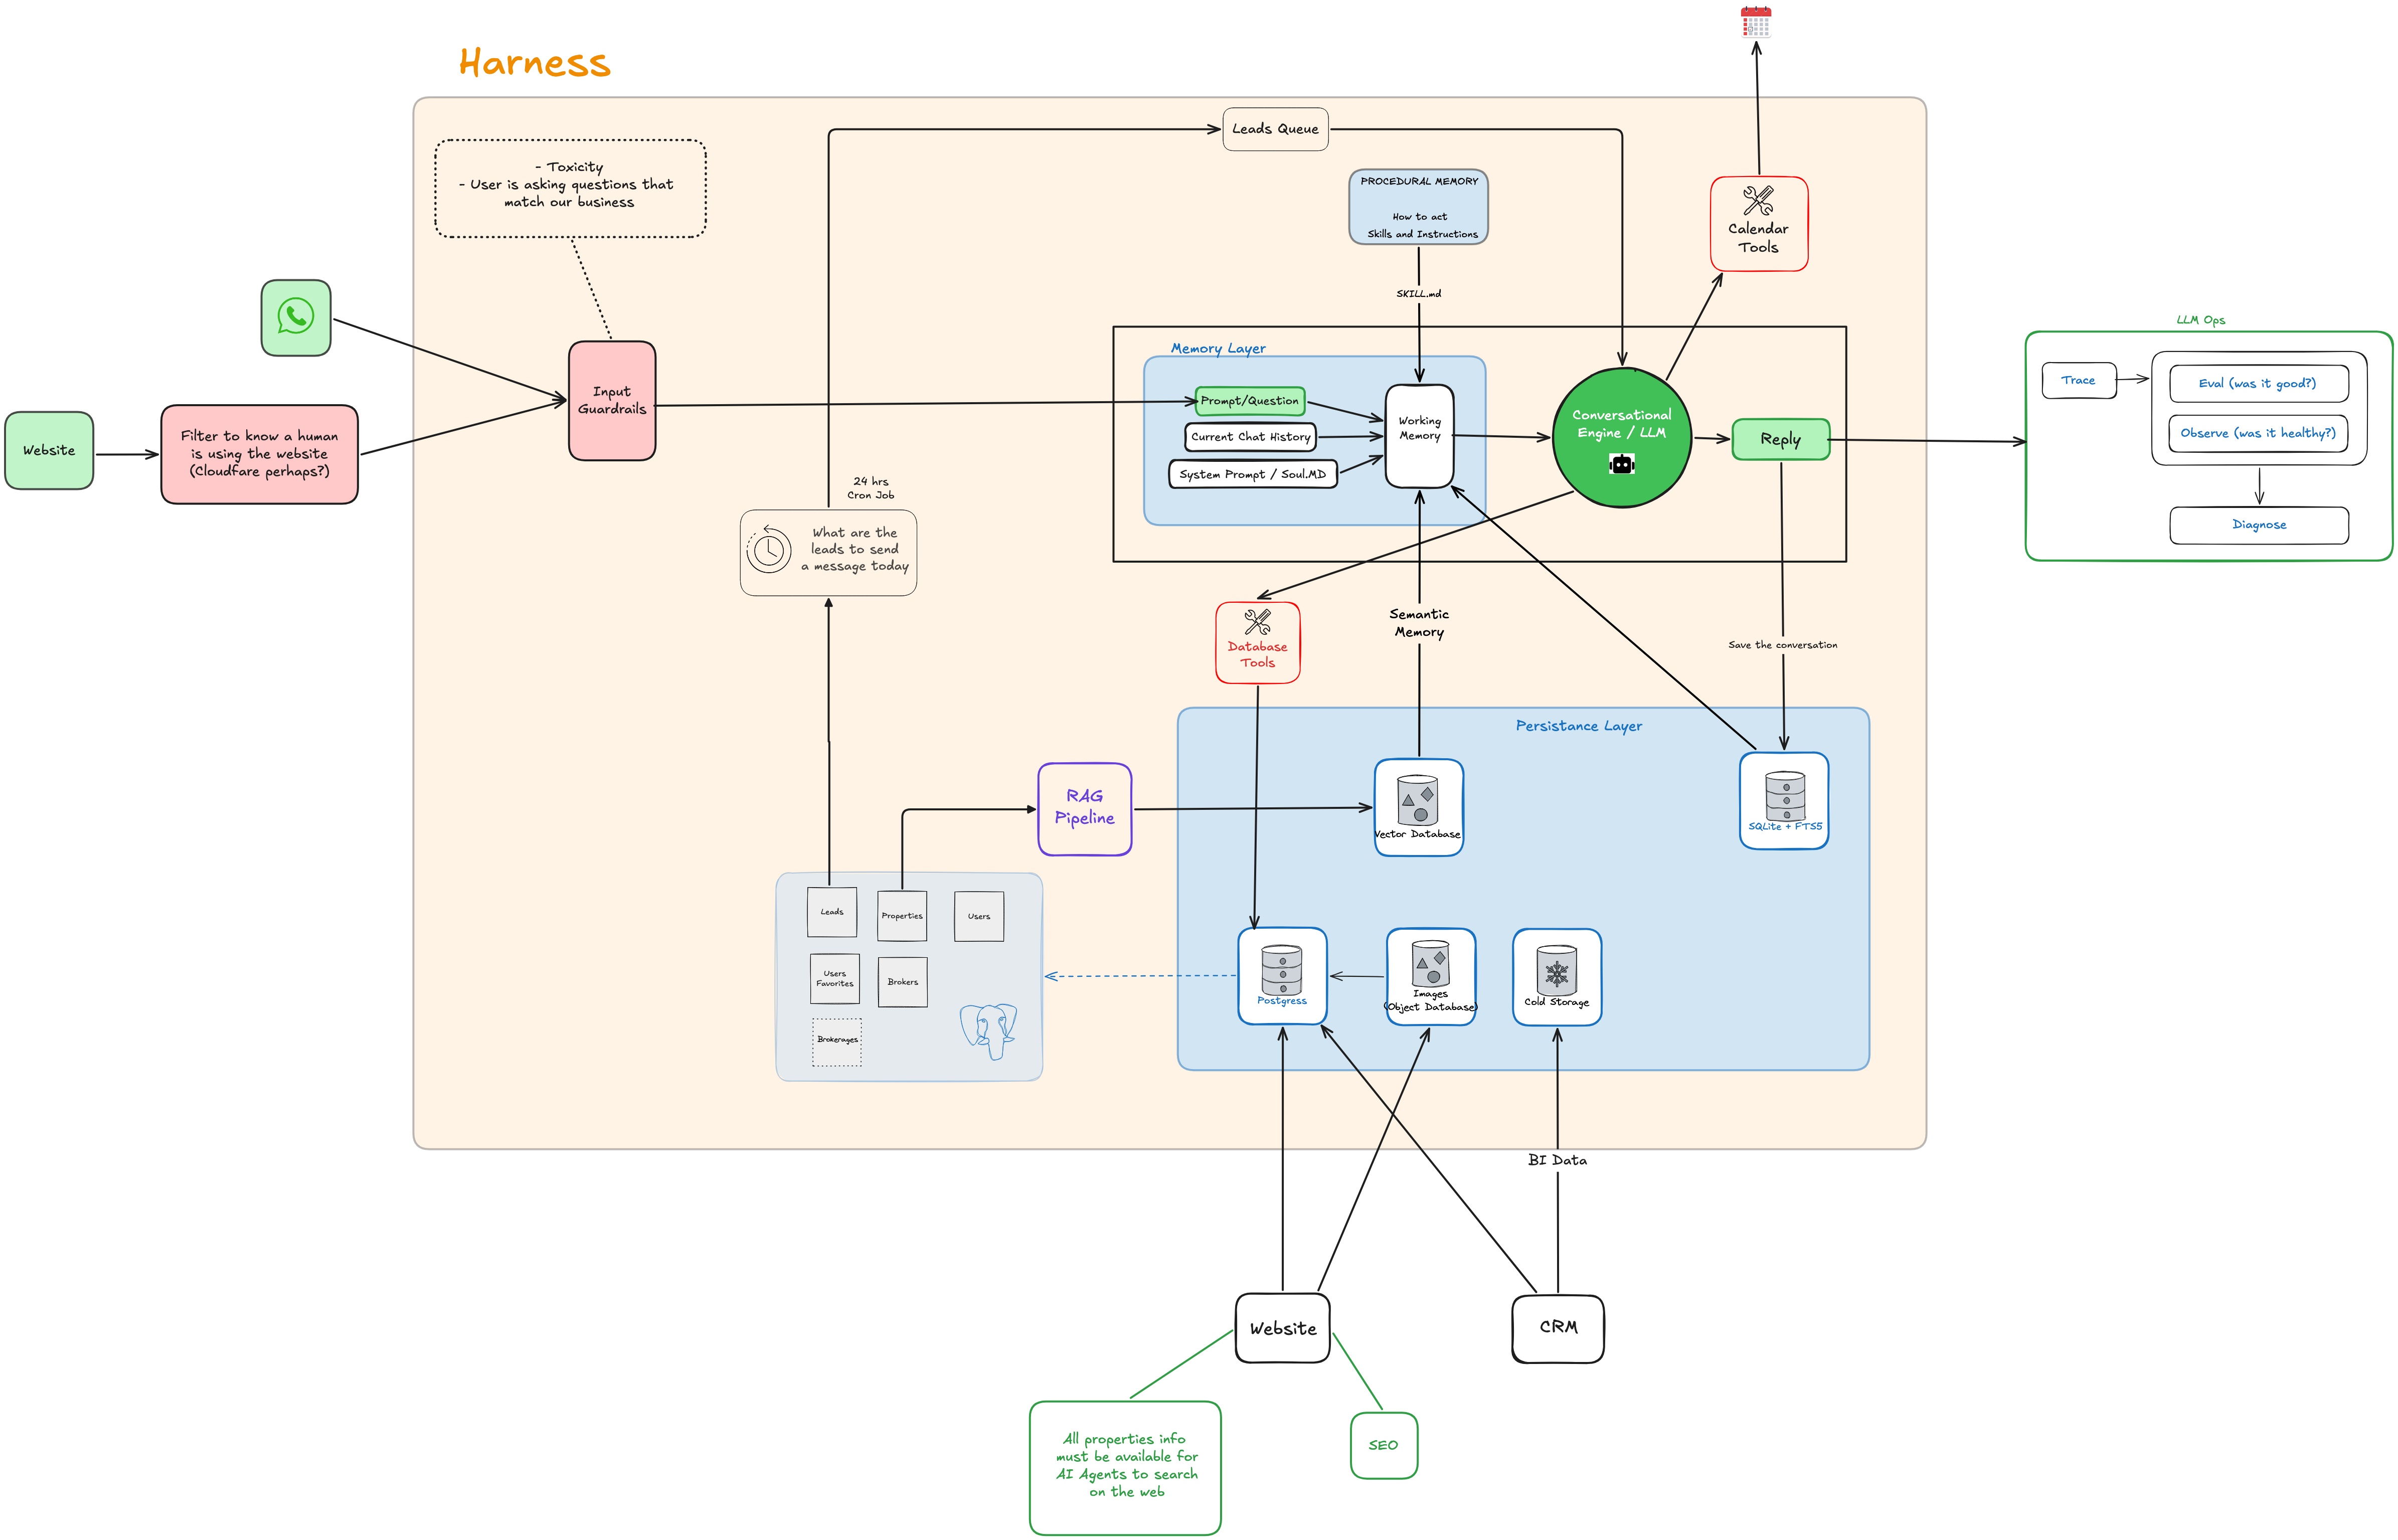 Harness
Leads Queue
- Toxicity
- User is asking questions that
match our business
PROCEDURAL MEMORY
How to act
Skills and Instructions
Calendar
Tools
SKILL.md
LLM Ops
Memory Layer
Input
Guardrails
Prompt/Question
Current Chat History
System Prompt / Soul.MD
Working
Memory
Conversational
Engine / LLM
Reply
Trace
Eval (was it good?)
Observe (was it healthy?)
Diagnose
Website
Filter to know a human
is using the website
(Cloudfare perhaps?)
24 hrs
Cron Job
What are the
leads to send
a message today
Database
Tools
Semantic
Memory
Save the conversation
Persistance Layer
RAG
Pipeline
Vector Database
SQLite + FTS5
Leads
Properties
Users
Users
Favorites
Brokers
Brokerages
Postgress
Images
(Object Database)
Cold Storage
BI Data
Website
CRM
All properties info
must be available for
AI Agents to search
on the web
SEO